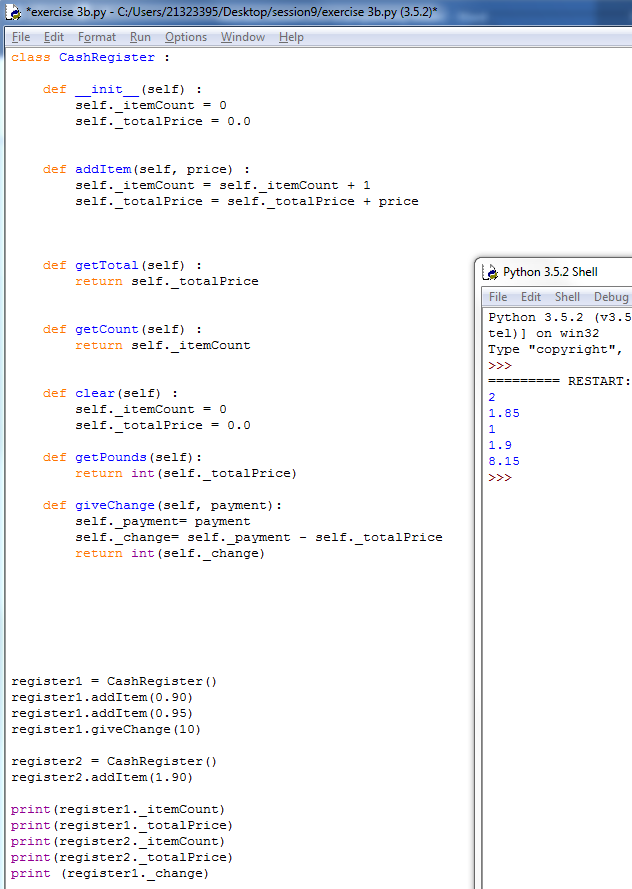 *exercise 3b.py - C:/Users/21323395/Desktop/session9/exercise 3b.py (3.5.2)*
File Edit Format Run Options Window Help
class CashRegister :
def __init__(self) :
self._itemCount = 0
self._totalPrice = 0.0
def addItem(self, price) :
self._itemCount = self._itemCount + 1
self._totalPrice = self._totalPrice + price
def getTotal(self) :
return self._totalPrice
def getCount(self) :
return self._itemCount
def clear(self) :
self._itemCount = 0
self._totalPrice = 0.0
def getPounds(self):
return int(self._totalPrice)
def giveChange(self, payment):
self._payment= payment
self._change= self._payment - self._totalPrice
return int(self._change)
register1 = CashRegister()
register1.addItem(0.90)
register1.addItem(0.95)
register1.giveChange(10)
register2 = CashRegister()
register2.addItem(1.90)
print(register1._itemCount)
print(register1._totalPrice)
print(register2._itemCount)
print(register2._totalPrice)
print (register1._change)
Python 3.5.2 Shell
File Edit Shell Debug
Python 3.5.2 (v3.5
tel)] on win32
Type "copyright",
>>>
========= RESTART:
2
1.85
1
1.9
8.15
>>>